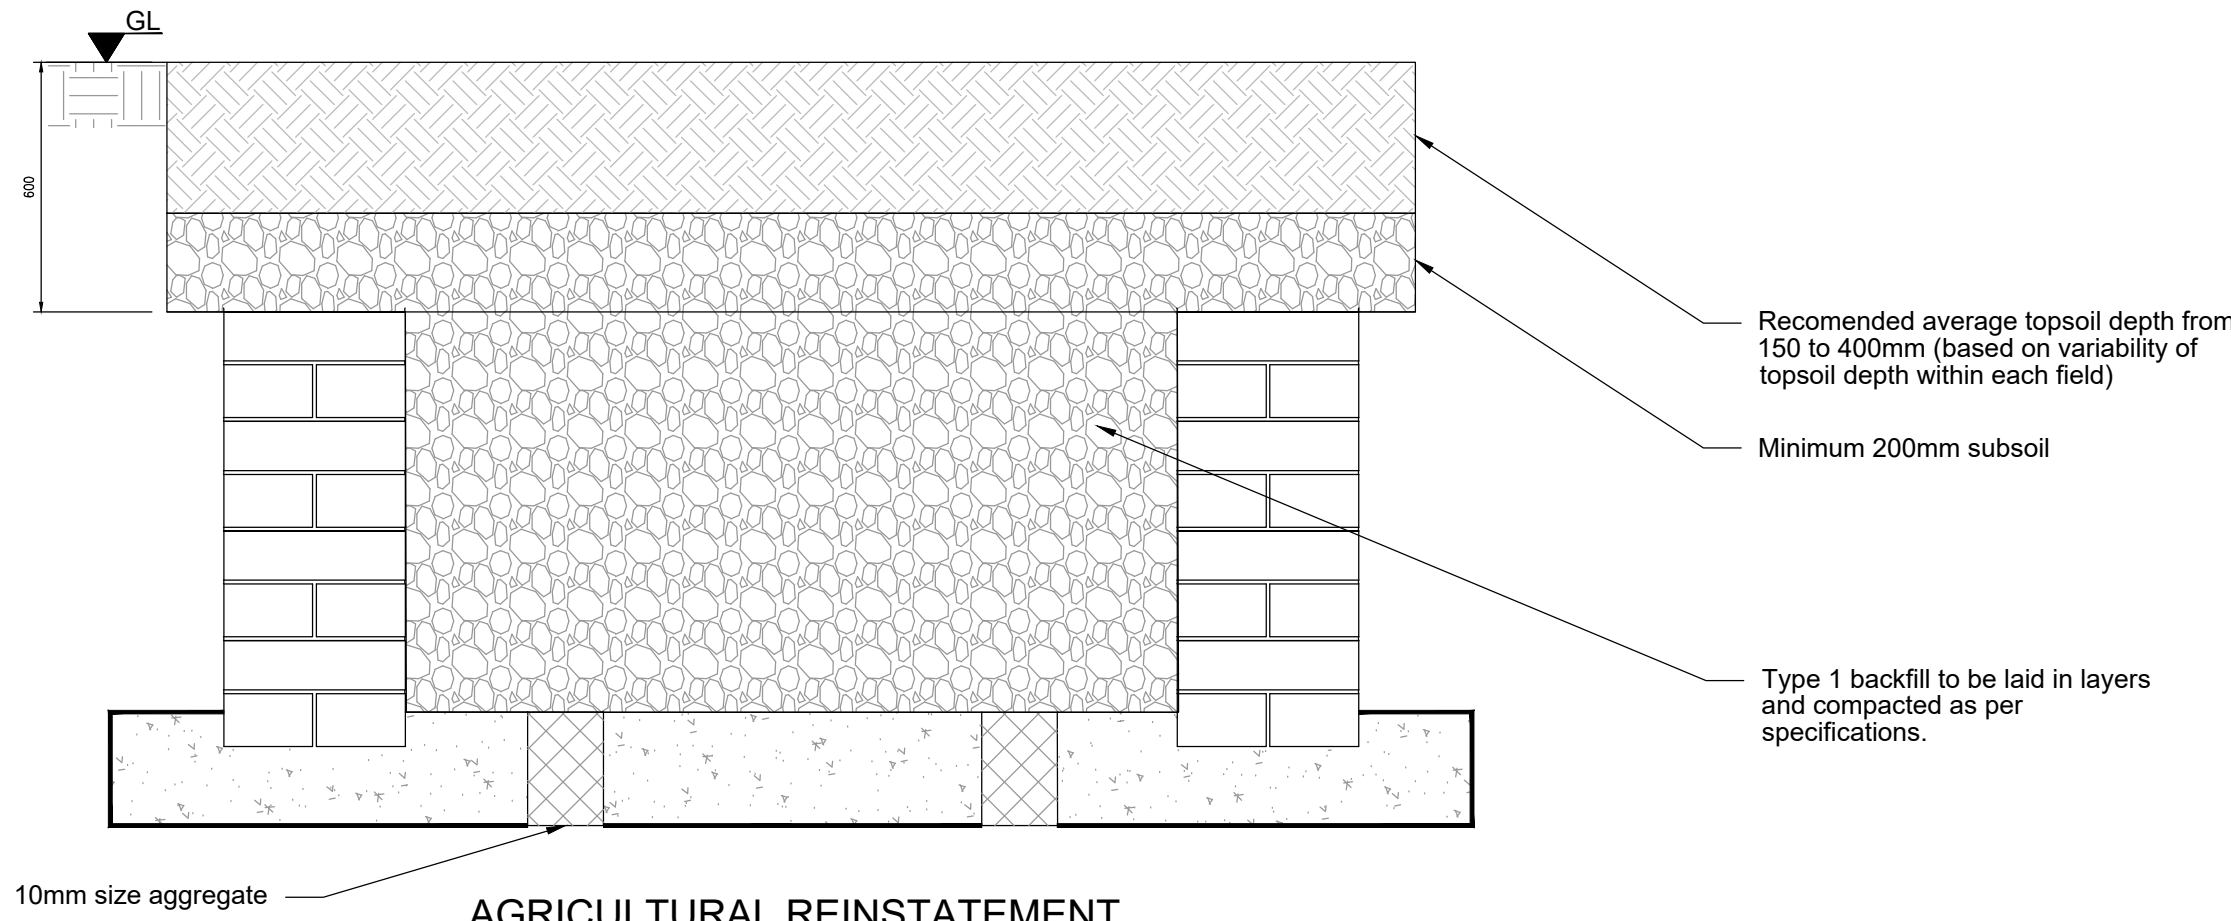 GL
600
Recomended average topsoil depth from
150 to 400mm (based on variability of
topsoil depth within each field)
Minimum 200mm subsoil
Type 1 backfill to be laid in layers
and compacted as per
specifications.
10mm size aggregate
AGRICULTURAL REINSTATEMENT